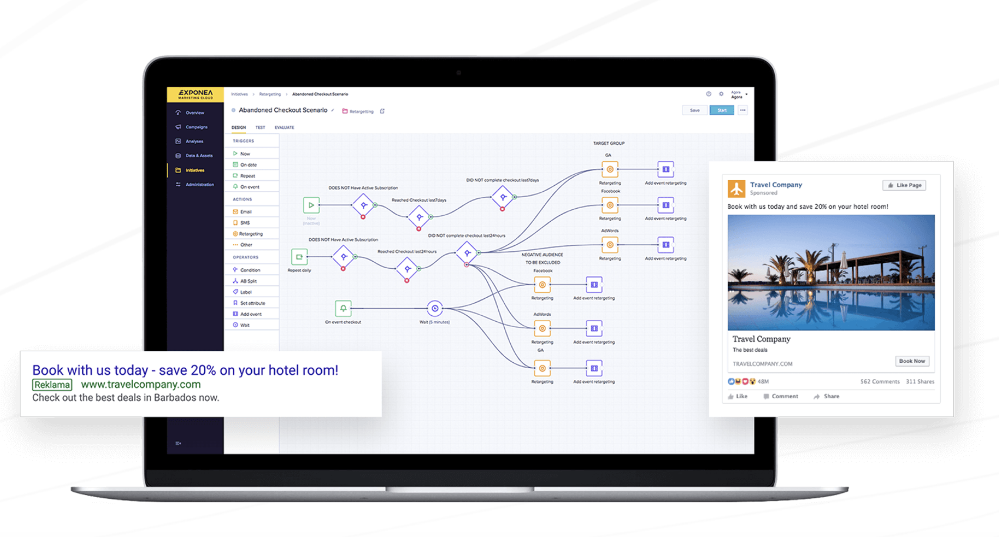 EXPONEA
MARKETING CLOUD
Overview
Campaigns
Analyses
Data & Assets
Initiatives
Administration
Initiatives > Retargeting > Abandoned Checkout Scenario
Agora
Agora
Abandoned Checkout Scenario
Retargetting
Save
Start
DESIGN TEST EVALUATE
TRIGGERS
Now
On date
Repeat
On event
ACTIONS
Email
SMS
Retargeting
Other
OPERATORS
Condition
AB Split
Label
Set attribute
Add event
Wait
TARGET GROUP
GA
Retargeting
Add event retargeting
Facebook
Retargeting
Add event retargeting
AdWords
Retargeting
Add event retargeting
DID NOT complete checkout last7days
DOES NOT Have Active Subscription
Reached Checkout last7days
Now
(inactive)
DID NOT complete checkout last24hours
DOES NOT Have Active Subscription
Reached Checkout last24hours
Repeat daily
NEGATIVE AUDIENCE
TO BE EXCLUDED
Facebook
Retargeting
Add event retargeting
On event checkout
Wait (5 minutes)
AdWords
Retargeting
Add event retargeting
GA
Retargeting
Add event retargeting
Book with us today - save 20% on your hotel room!
Reklama www.travelcompany.com
Check out the best deals in Barbados now.
Travel Company
Sponsored
Like Page
Book with us today and save 20% on your hotel room!
Travel Company
The best deals
TRAVELCOMPANY.COM
Book Now
48M
562 Comments 311 Shares
Like Comment Share